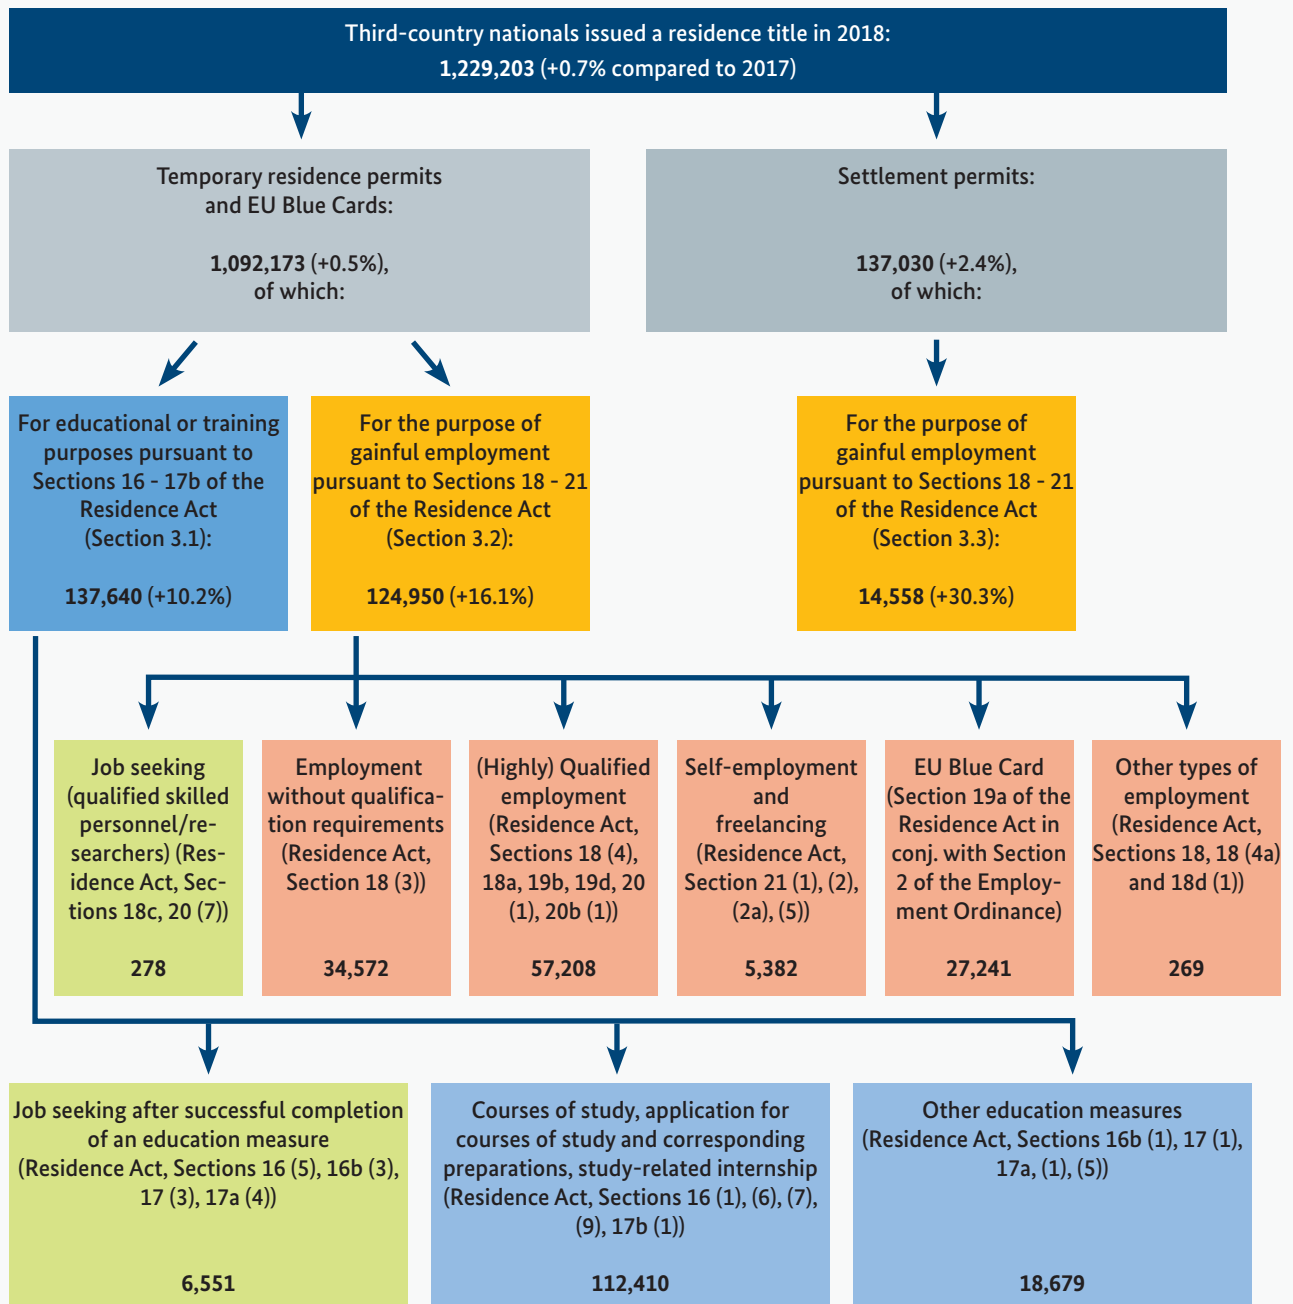 Third-country nationals issued a residence title in 2018:
1,229,203 (+0.7% compared to 2017)
Temporary residence permits
and EU Blue Cards:
1,092,173 (+0.5%),
of which:
Settlement permits:
137,030 (+2.4%),
of which:
For educational or training
purposes pursuant to
Sections 16 - 17b of the
Residence Act
(Section 3.1):
137,640 (+10.2%)
For the purpose of
gainful employment
pursuant to Sections 18 - 21
of the Residence Act
(Section 3.2):
124,950 (+16.1%)
For the purpose of
gainful employment
pursuant to Sections 18 - 21
of the Residence Act
(Section 3.3):
14,558 (+30.3%)
Job seeking
(qualified skilled
personnel/re-
searchers) (Res-
idence Act, Sec-
tions 18c, 20 (7))
278
Employment
without qualifica-
tion requirements
(Residence Act,
Section 18 (3))
34,572
(Highly) Qualified
employment
(Residence Act,
Sections 18 (4),
18a, 19b, 19d, 20
(1), 20b (1))
57,208
Self-employment
and
freelancing
(Residence Act,
Section 21 (1), (2),
(2a), (5))
5,382
EU Blue Card
(Section 19a of the
Residence Act in
conj. with Section
2 of the Employ-
ment Ordinance)
27,241
Other types of
employment
(Residence Act,
Sections 18, 18 (4a)
and 18d (1))
269
Job seeking after successful completion
of an education measure
(Residence Act, Sections 16 (5), 16b (3),
17 (3), 17a (4))
6,551
Courses of study, application for
courses of study and corresponding
preparations, study-related internship
(Residence Act, Sections 16 (1), (6), (7),
(9), 17b (1))
112,410
Other education measures
(Residence Act, Sections 16b (1), 17 (1),
17a, (1), (5))
18,679